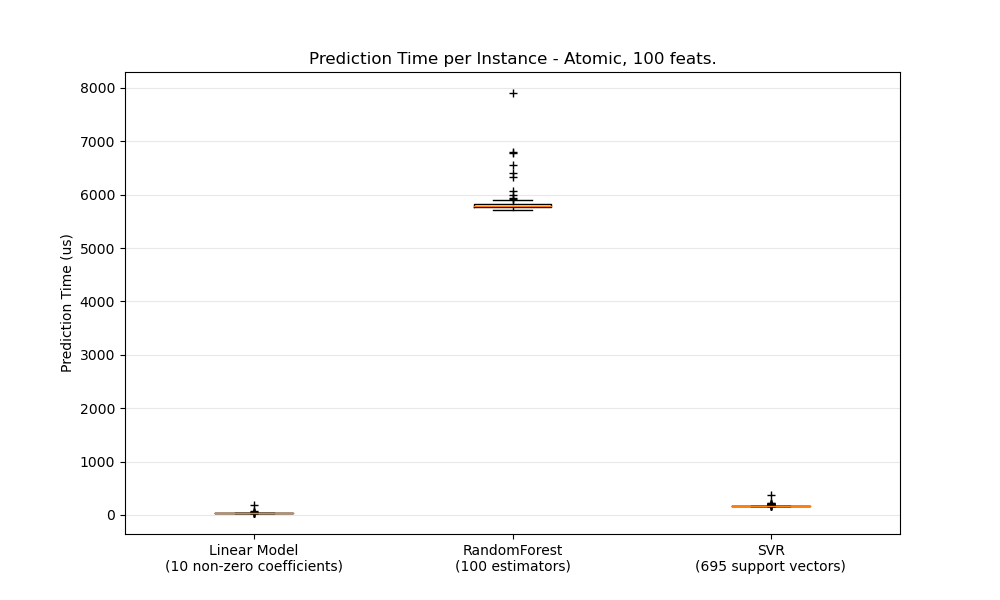 Prediction Time per Instance - Atomic, 100 feats.
Prediction Time (us)
8000
7000
6000
5000
4000
3000
2000
1000
0
Linear Model
(10 non-zero coefficients)
RandomForest
(100 estimators)
SVR
(695 support vectors)